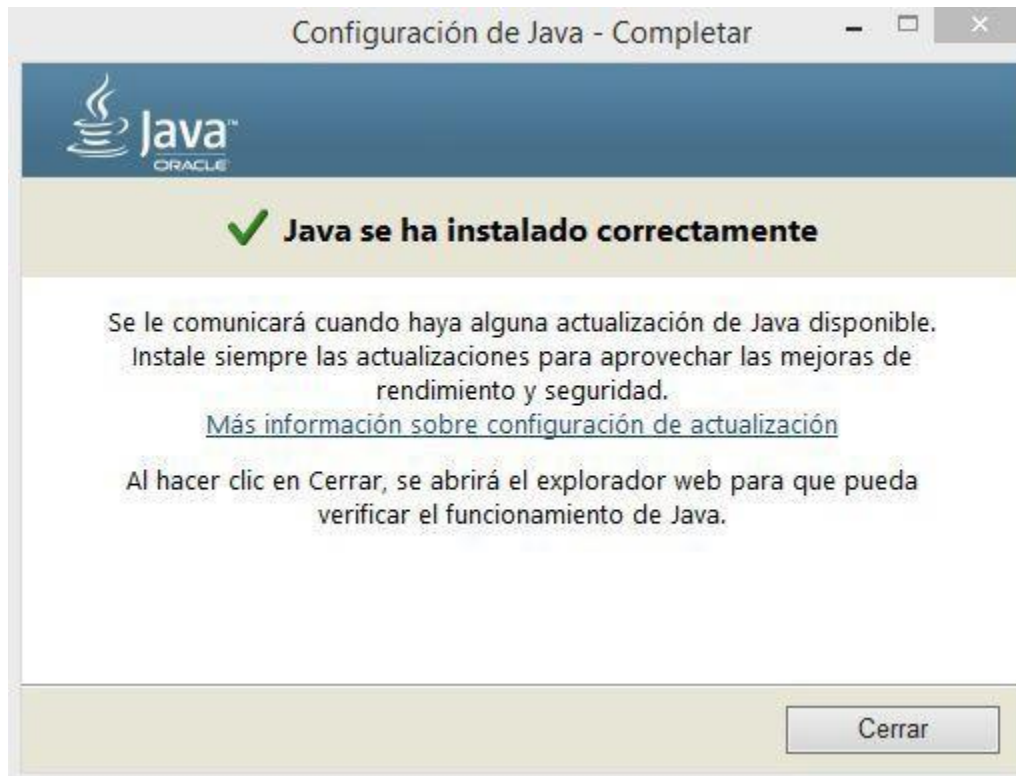 Configuración de Java - Completar
Java™
ORACLE
Java se ha instalado correctamente
Se le comunicará cuando haya alguna actualización de Java disponible.
Instale siempre las actualizaciones para aprovechar las mejoras de
rendimiento y seguridad.
Más información sobre configuración de actualización
Al hacer clic en Cerrar, se abrirá el explorador web para que pueda
verificar el funcionamiento de Java.
Cerrar